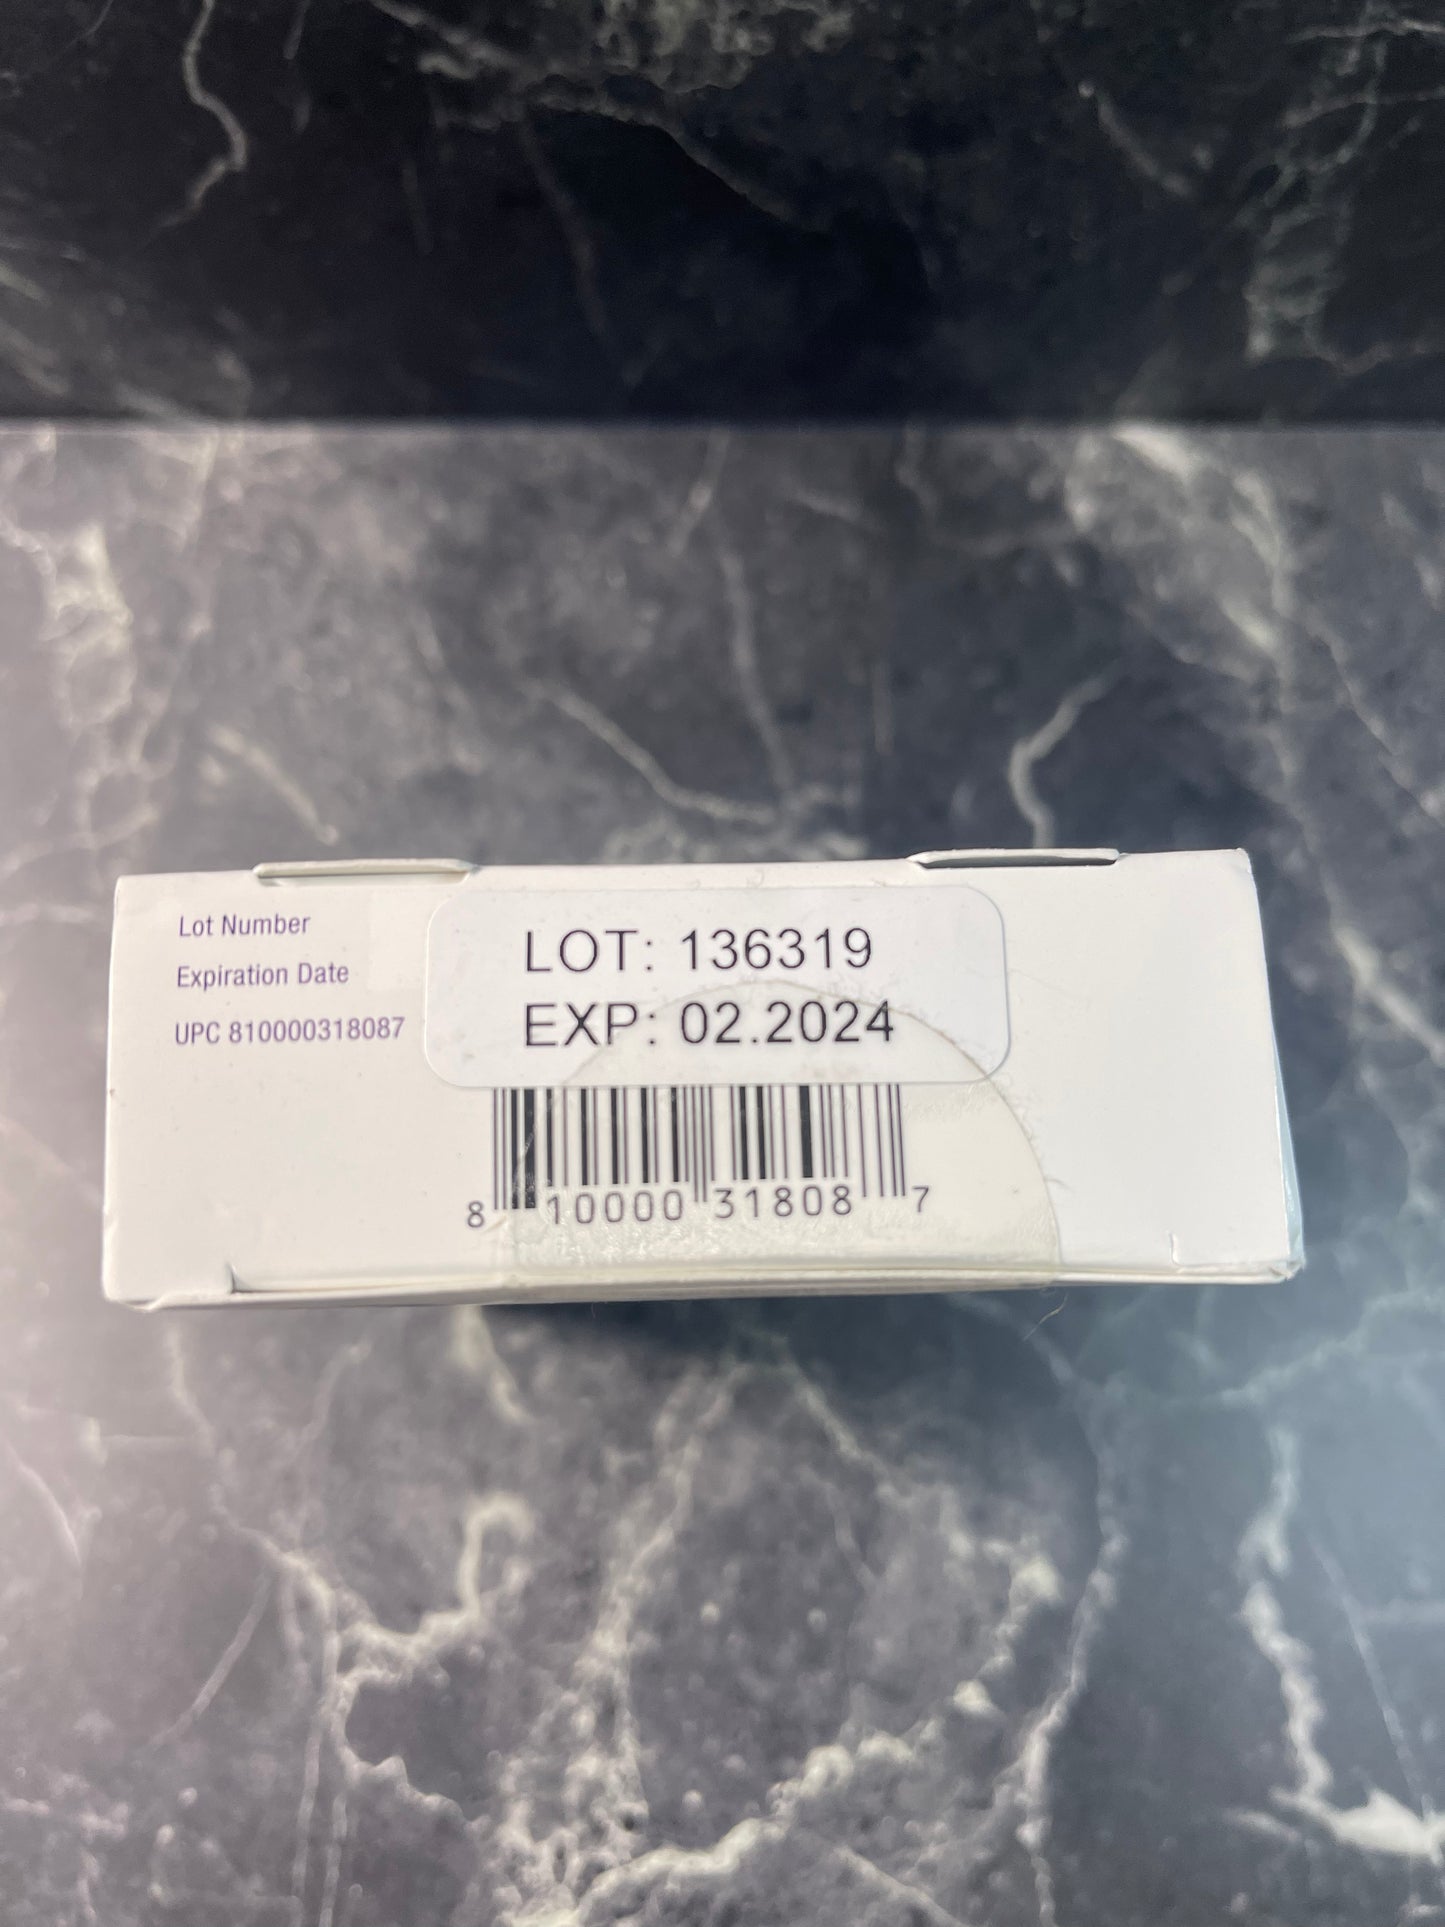 Lot Number
Expiration Date
UPC 810000318087
LOT: 136319
EXP: 02.2024
8 10000 31808 7